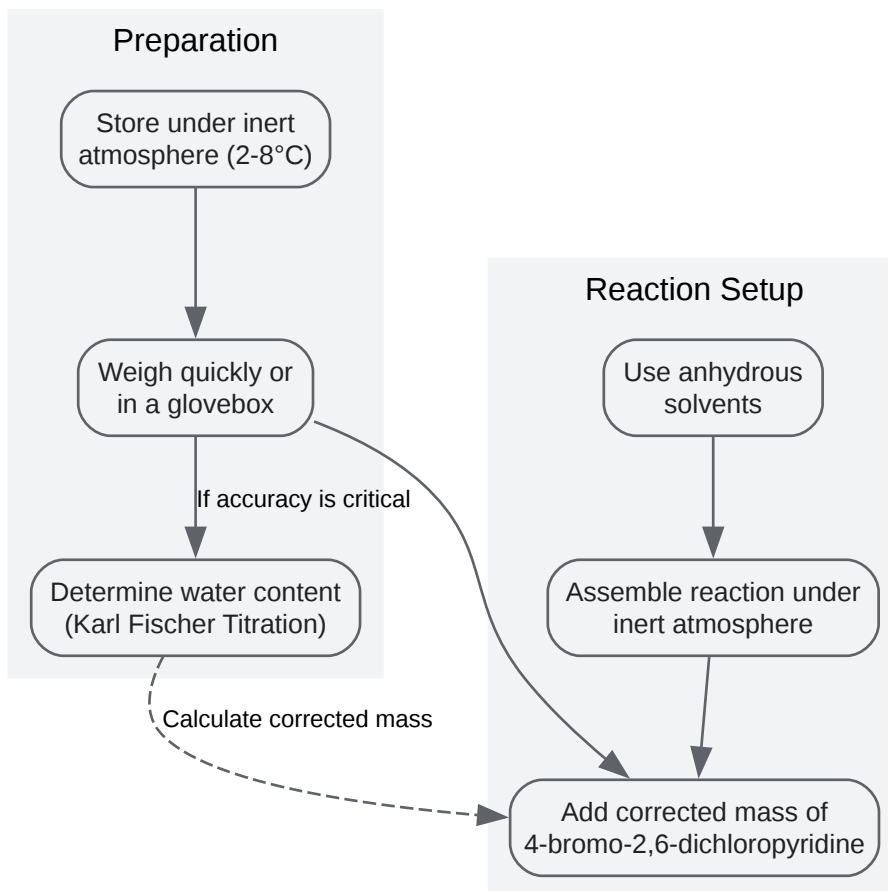 Preparation
Store under inert
atmosphere (2-8°C)
Weigh quickly or
in a glovebox
If accuracy is critical
Determine water content
(Karl Fischer Titration)
Calculate corrected mass
Reaction Setup
Use anhydrous
solvents
Assemble reaction under
inert atmosphere
Add corrected mass of
4-bromo-2,6-dichloropyridine